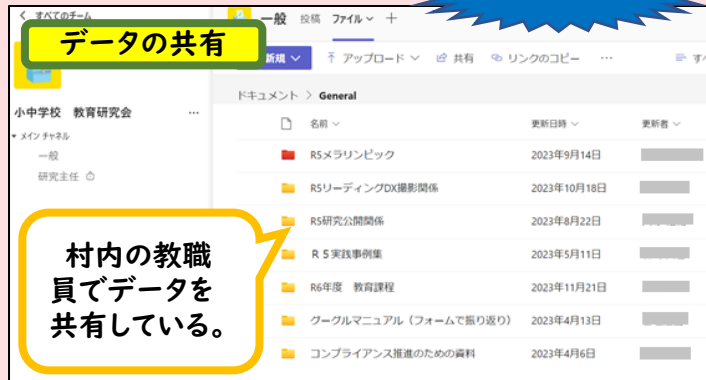 < すべてのチーム
データの共有
小中学校 教育研究会 …
▾ メイン チャネル
一般
研究主任
村内の教職
員でデータを
共有している。
一般 投稿 ファイル ∨ +
新規 ∨ アップロード ∨ 共有 リンクのコピー … すべ
ドキュメント > General
名前 ∨ 更新日時 ∨ 更新者 ∨
R5メラリンピック 2023年9月14日
R5リーディングDX撮影関係 2023年10月18日
R5研究公開関係 2023年8月22日
R5実践事例集 2023年5月11日
R6年度 教育課程 2023年11月21日
グーグルマニュアル（フォームで振り返り） 2023年4月13日
コンプライアンス推進のための資料 2023年4月6日